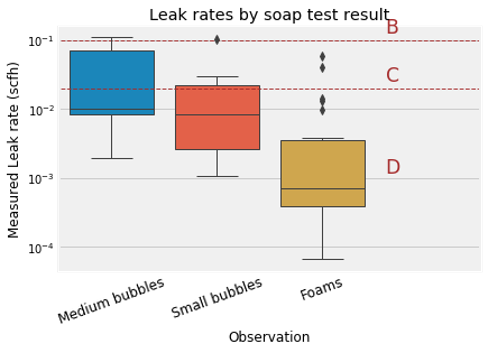 Leak rates by soap test result
B
C
D
Measured Leak rate (scfh)
10⁻¹
10⁻²
10⁻³
10⁻⁴
Medium bubbles
Small bubbles
Foams
Observation